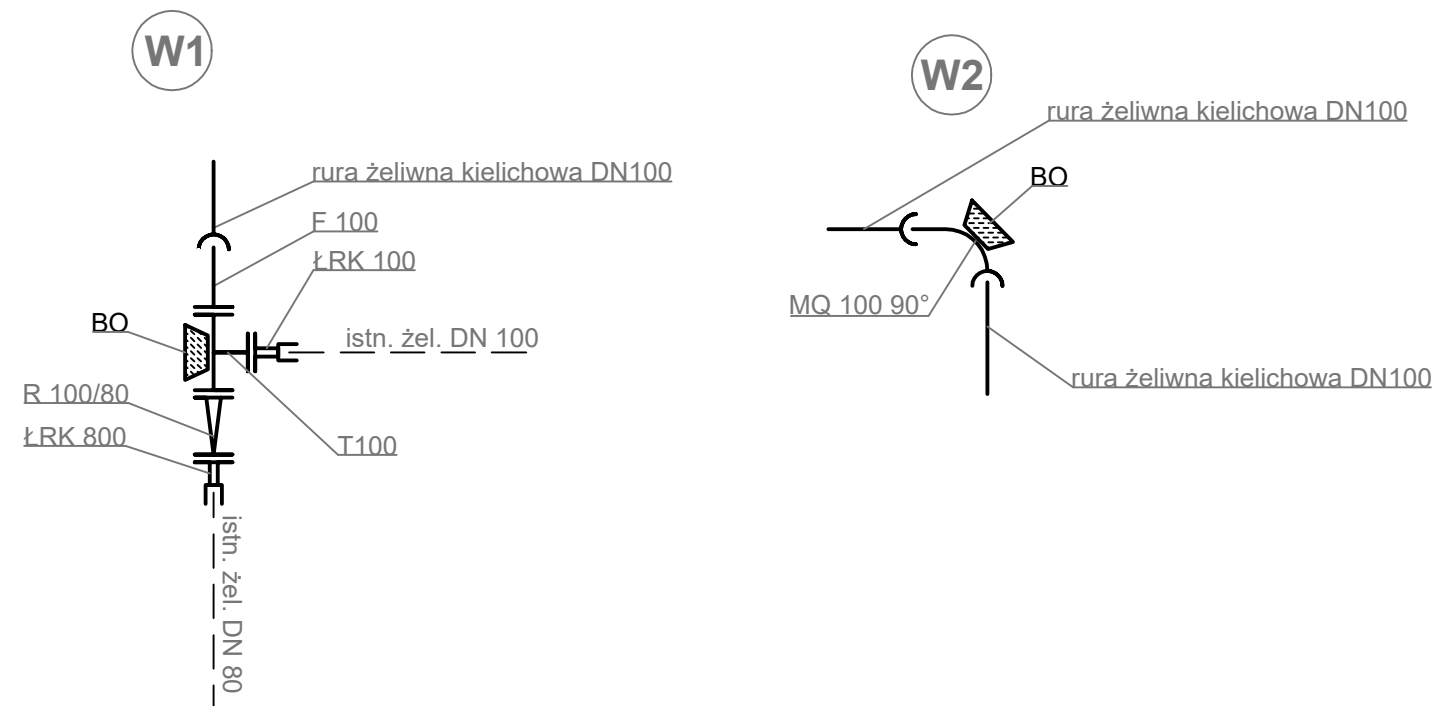 W1
rura żeliwna kielichowa DN100
F 100
ŁRK 100
BO
istn. żel. DN 100
R 100/80
ŁRK 800
T100
istn. żel. DN 80
W2
rura żeliwna kielichowa DN100
BO
MQ 100 90°
rura żeliwna kielichowa DN100